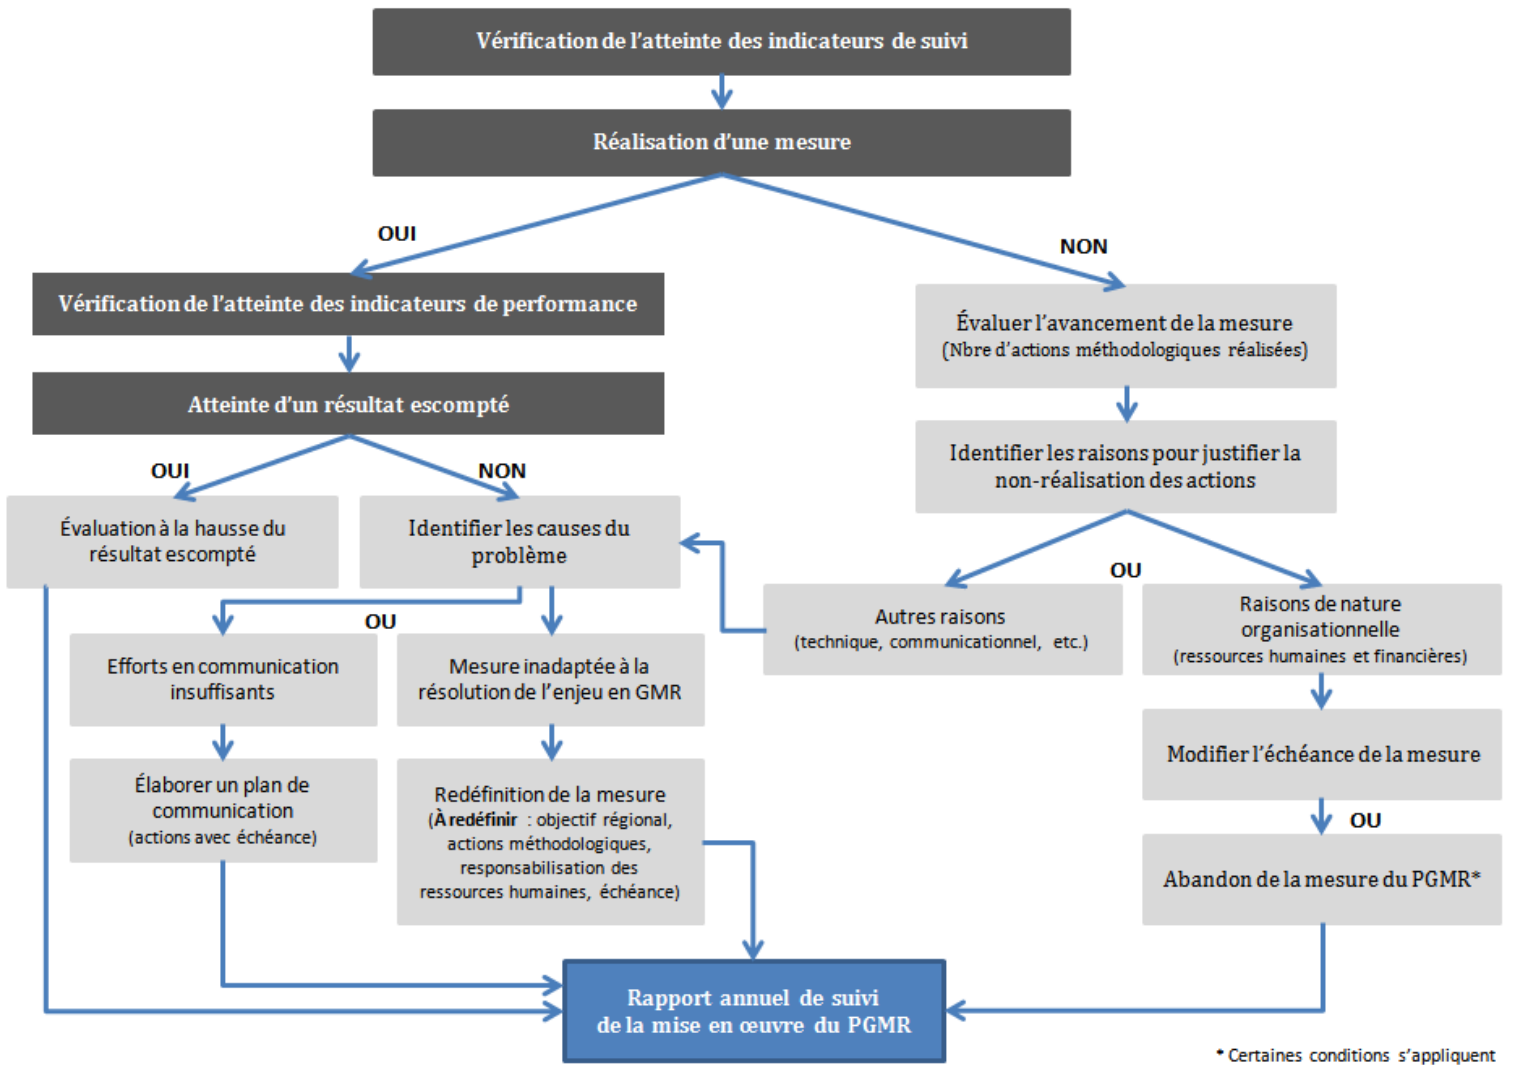 Vérification de l'atteinte des indicateurs de suivi
Réalisation d'une mesure
OUI
NON
Vérification de l'atteinte des indicateurs de performance
Évaluer l'avancement de la mesure
(Nbre d'actions méthodologiques réalisées)
Atteinte d'un résultat escompté
Identifier les raisons pour justifier la
non-réalisation des actions
OUI
NON
Évaluation à la hausse du
résultat escompté
Identifier les causes du
problème
OU
Autres raisons
(technique, communicationnel, etc.)
Raisons de nature
organisationnelle
(ressources humaines et financières)
OU
Efforts en communication
insuffisants
Mesure inadaptée à la
résolution de l'enjeu en GMR
Modifier l'échéance de la mesure
Élaborer un plan de
communication
(actions avec échéance)
Redéfinition de la mesure
(À redéfinir : objectif régional,
actions méthodologiques,
responsabilisation des
ressources humaines, échéance)
OU
Abandon de la mesure du PGMR*
Rapport annuel de suivi
de la mise en œuvre du PGMR
* Certaines conditions s'appliquent